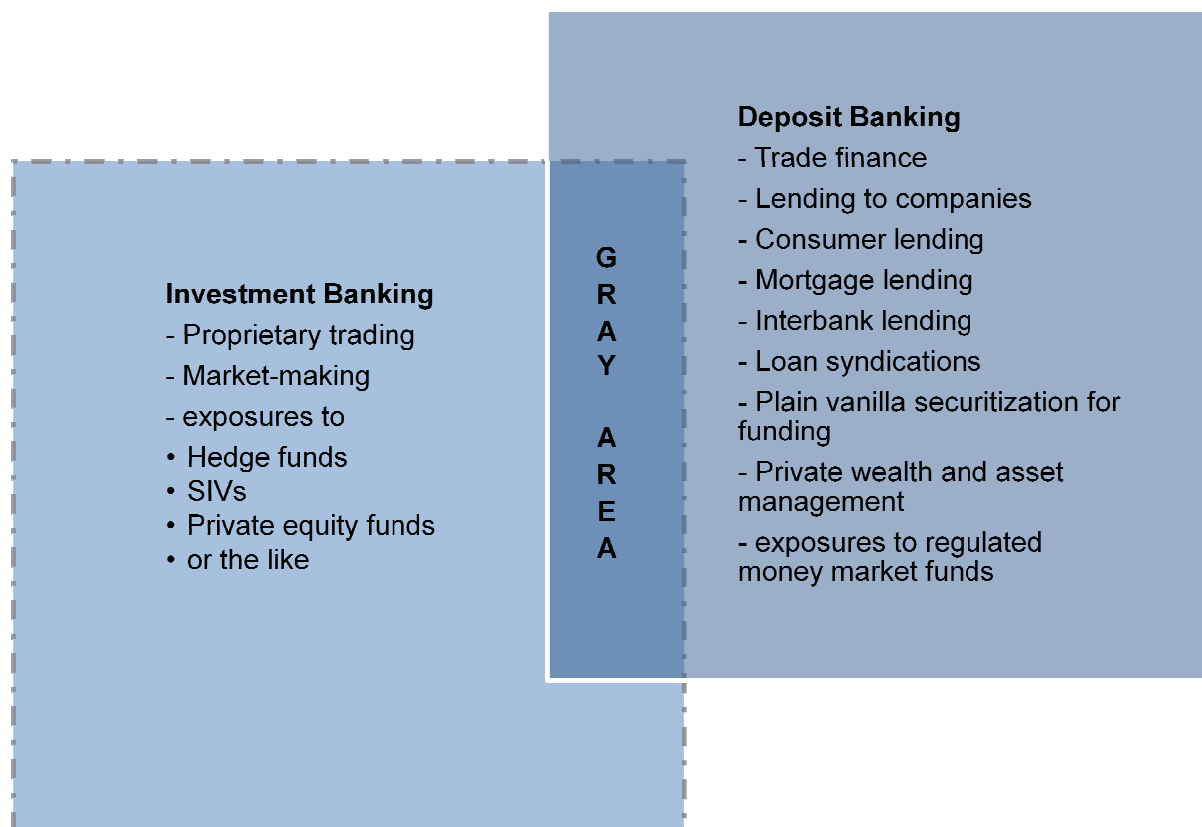 Investment Banking
- Proprietary trading
- Market-making
- exposures to
• Hedge funds
• SIVs
• Private equity funds
• or the like
G
R
A
Y
A
R
E
A
Deposit Banking
- Trade finance
- Lending to companies
- Consumer lending
- Mortgage lending
- Interbank lending
- Loan syndications
- Plain vanilla securitization for
funding
- Private wealth and asset
management
- exposures to regulated
money market funds